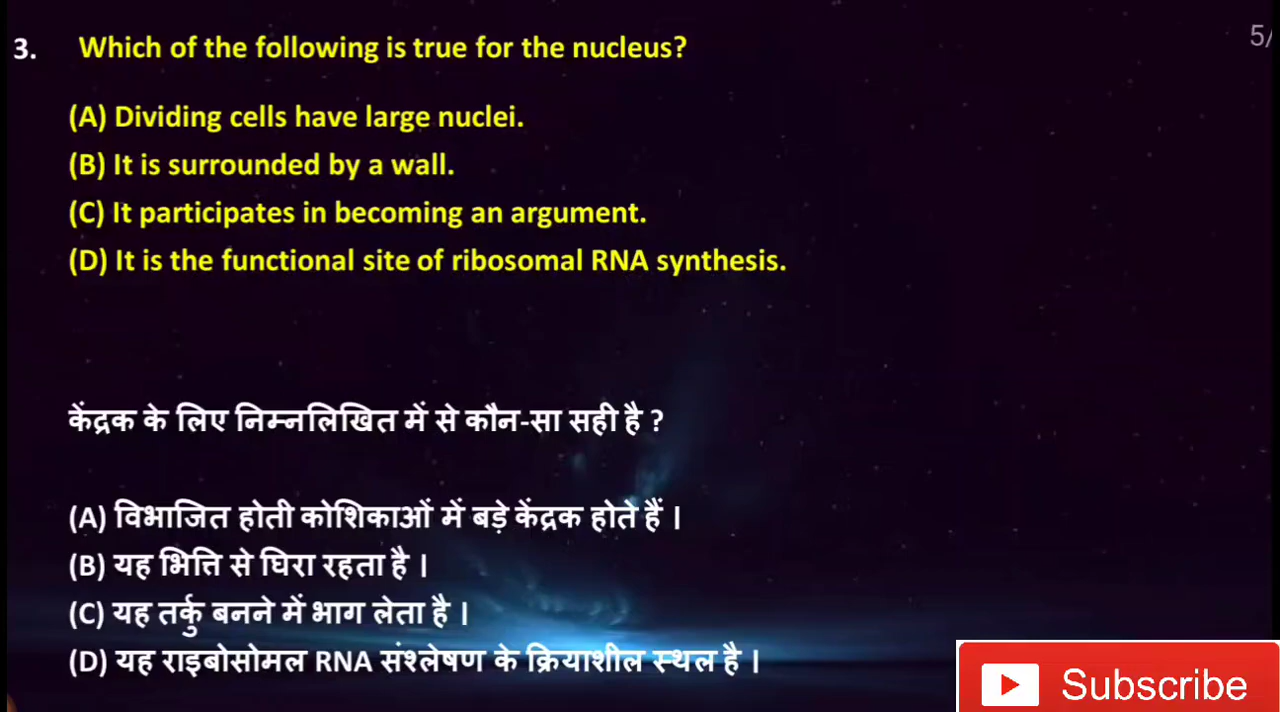 3. Which of the following is true for the nucleus?
5/
(A) Dividing cells have large nuclei.
(B) It is surrounded by a wall.
(C) It participates in becoming an argument.
(D) It is the functional site of ribosomal RNA synthesis.
केंद्रक के लिए निम्नलिखित में से कौन-सा सही है ?
(A) विभाजित होती कोशिकाओं में बड़े केंद्रक होते हैं ।
(B) यह भित्ति से घिरा रहता है ।
(C) यह तर्कु बनने में भाग लेता है ।
(D) यह राइबोसोमल RNA संश्लेषण के क्रियाशील स्थल है ।
Subscribe